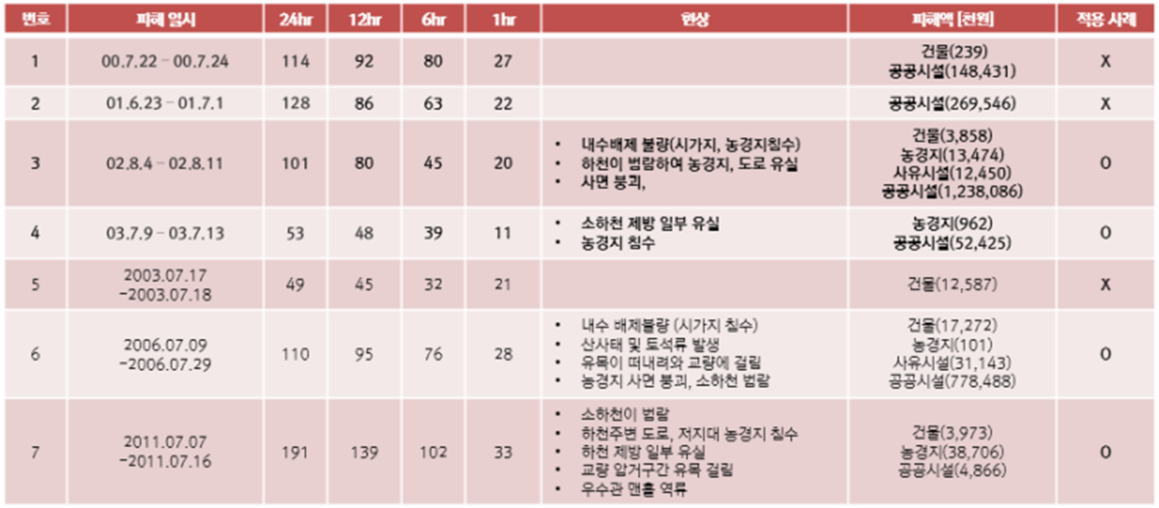 번호 피해 일시 24hr 12hr 6hr 1hr 현상 피해액 [천원] 적용 사례
1 00.7.22 – 00.7.24 114 92 80 27 건물(239) X
공공시설(148,431)
2 01.6.23 – 01.7.1 128 86 63 22 공공시설(269,546) X
3 02.8.4 – 02.8.11 101 80 45 20 O
• 내수배제 불량(시가지, 농경지침수)
• 하천이 범람하여 농경지, 도로 유실
• 사면 붕괴,
건물(3,858)
농경지(13,474)
사유시설(12,450)
공공시설(1,238,086)
4 03.7.9 – 03.7.13 53 48 39 11 O
• 소하천 제방 일부 유실
• 농경지 침수
농경지(962)
공공시설(52,425)
5 2003.07.17 49 45 32 21 건물(12,587) X
-2003.07.18
6 2006.07.09 110 95 76 28 O
-2006.07.29
• 내수 배제불량 (시가지 침수)
• 산사태 및 토석류 발생
• 유목이 떠내려와 교량에 걸림
• 농경지 사면 붕괴, 소하천 범람
건물(17,272)
농경지(101)
사유시설(31,143)
공공시설(778,488)
7 2011.07.07 191 139 102 33 O
-2011.07.16
• 소하천이 범람
• 하천주변 도로, 저지대 농경지 침수
• 하천 제방 일부 유실
• 교량 암거구간 유목 걸림
• 우수관 맨홀 역류
건물(3,973)
농경지(38,706)
공공시설(4,866)